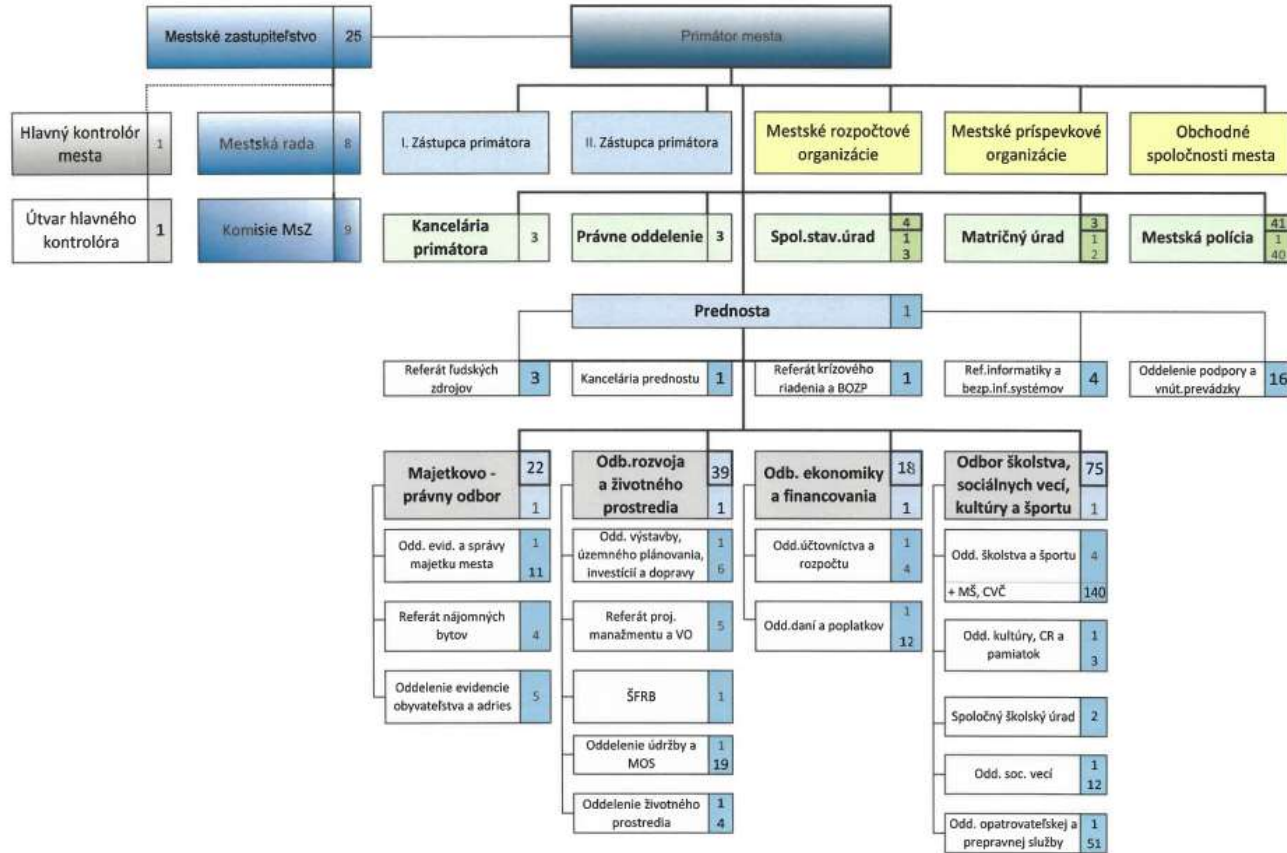 Mestské zastupiteľstvo 25
Primátor mesta
Hlavný kontrolór
mesta
1
Mestská rada 8
I. Zástupca primátora
II. Zástupca primátora
Mestské rozpočtové
organizácie
Mestské príspevkové
organizácie
Obchodné
spoločnosti mesta
Útvar hlavného
kontrolóra
1
Komisie MsZ 9
Kancelária
primátora
3
Právne oddelenie 3
Spol.stav.úrad
4
1
3
Matričný úrad
3
1
2
Mestská polícia
41
1
40
Prednosta 1
Referát ľudských
zdrojov
3
Kancelária prednostu 1
Referát krízového
riadenia a BOZP
1
Ref.informatiky a
bezp.inf.systémov
4
Oddelenie podpory a
vnút.prevádzky
16
Majetkovo -
právny odbor
22
1
Odb.rozvoja
a životného
prostredia
39
1
Odb. ekonomiky
a financovania
18
1
Odbor školstva,
sociálnych vecí,
kultúry a športu
75
1
Odd. evid. a správy
majetku mesta
1
11
Odd. výstavby,
územného plánovania,
investícií a dopravy
1
6
Odd.účtovníctva a
rozpočtu
1
4
Odd. školstva a športu 4
+ MŠ, CVČ 140
Referát nájomných
bytov
4
Referát proj.
manažmentu a VO
5
Odd.daní a poplatkov
1
12
Odd. kultúry, CR a
pamiatok
1
3
Oddelenie evidencie
obyvateľstva a adries
5
ŠFRB 1
Spoločný školský úrad 2
Oddelenie údržby a
MOS
1
19
Odd. soc. vecí
1
12
Oddelenie životného
prostredia
1
4
Odd. opatrovateľskej a
prepravnej služby
1
51